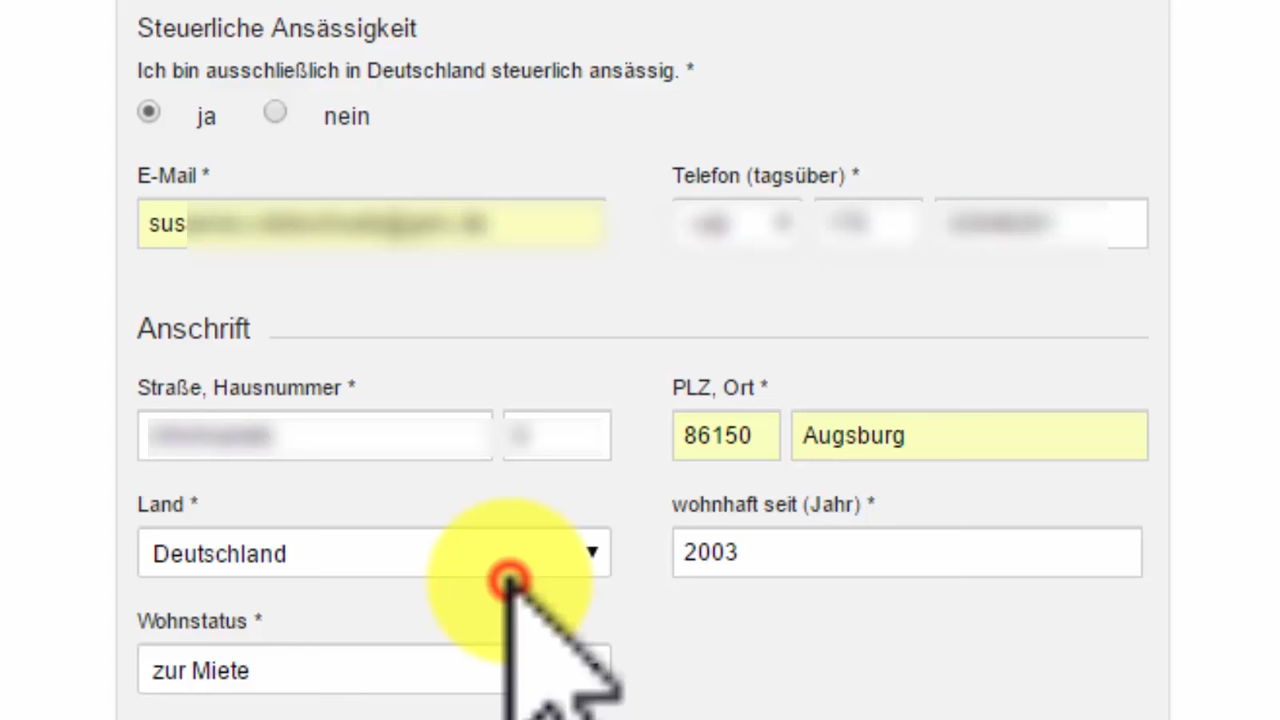 Steuerliche Ansässigkeit
Ich bin ausschließlich in Deutschland steuerlich ansässig. *
ja nein
E-Mail * Telefon (tagsüber) *
sus
Anschrift
Straße, Hausnummer * PLZ, Ort *
86150 Augsburg
Land * wohnhaft seit (Jahr) *
Deutschland 2003
Wohnstatus *
zur Miete